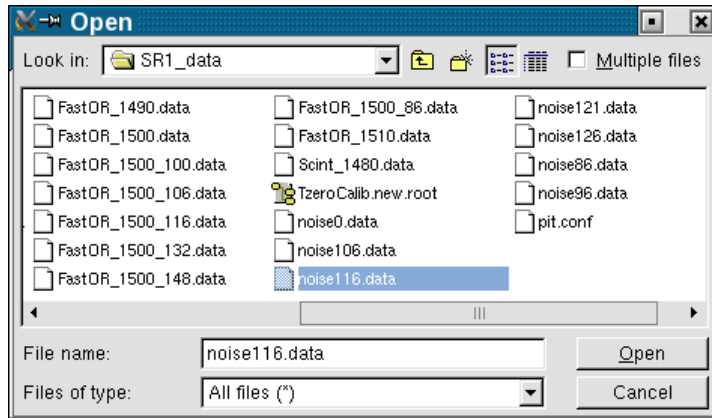 Open
Look in: SR1_data Multiple files
FastOR_1490.data FastOR_1500_86.data noise121.data
FastOR_1500.data FastOR_1510.data noise126.data
FastOR_1500_100.data Scint_1480.data noise86.data
FastOR_1500_106.data TzeroCalib.new.root noise96.data
FastOR_1500_116.data noise0.data pit.conf
FastOR_1500_132.data noise106.data
FastOR_1500_148.data noise116.data
File name: noise116.data Open
Files of type: All files (*) Cancel